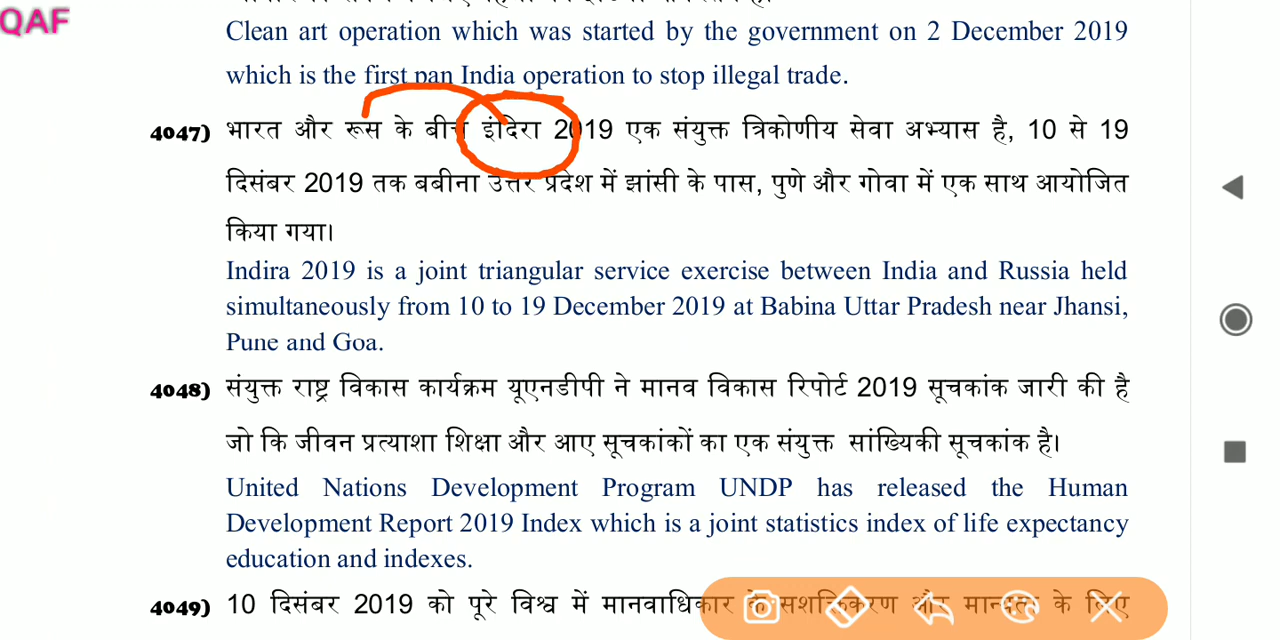 QAF
Clean art operation which was started by the government on 2 December 2019
which is the first pan India operation to stop illegal trade.
4047) भारत और रूस के बीच इंदिरा 2019 एक संयुक्त त्रिकोणीय सेवा अभ्यास है, 10 से 19
दिसंबर 2019 तक बबीना उत्तर प्रदेश में झांसी के पास, पुणे और गोवा में एक साथ आयोजित
किया गया।
Indira 2019 is a joint triangular service exercise between India and Russia held
simultaneously from 10 to 19 December 2019 at Babina Uttar Pradesh near Jhansi,
Pune and Goa.
4048) संयुक्त राष्ट्र विकास कार्यक्रम यूएनडीपी ने मानव विकास रिपोर्ट 2019 सूचकांक जारी की है
जो कि जीवन प्रत्याशा शिक्षा और आए सूचकांकों का एक संयुक्त सांख्यिकी सूचकांक है।
United Nations Development Program UNDP has released the Human
Development Report 2019 Index which is a joint statistics index of life expectancy
education and indexes.
4049) 10 दिसंबर 2019 को पूरे विश्व में मानवाधिकार के सशक्तिकरण और मान्यता के लिए